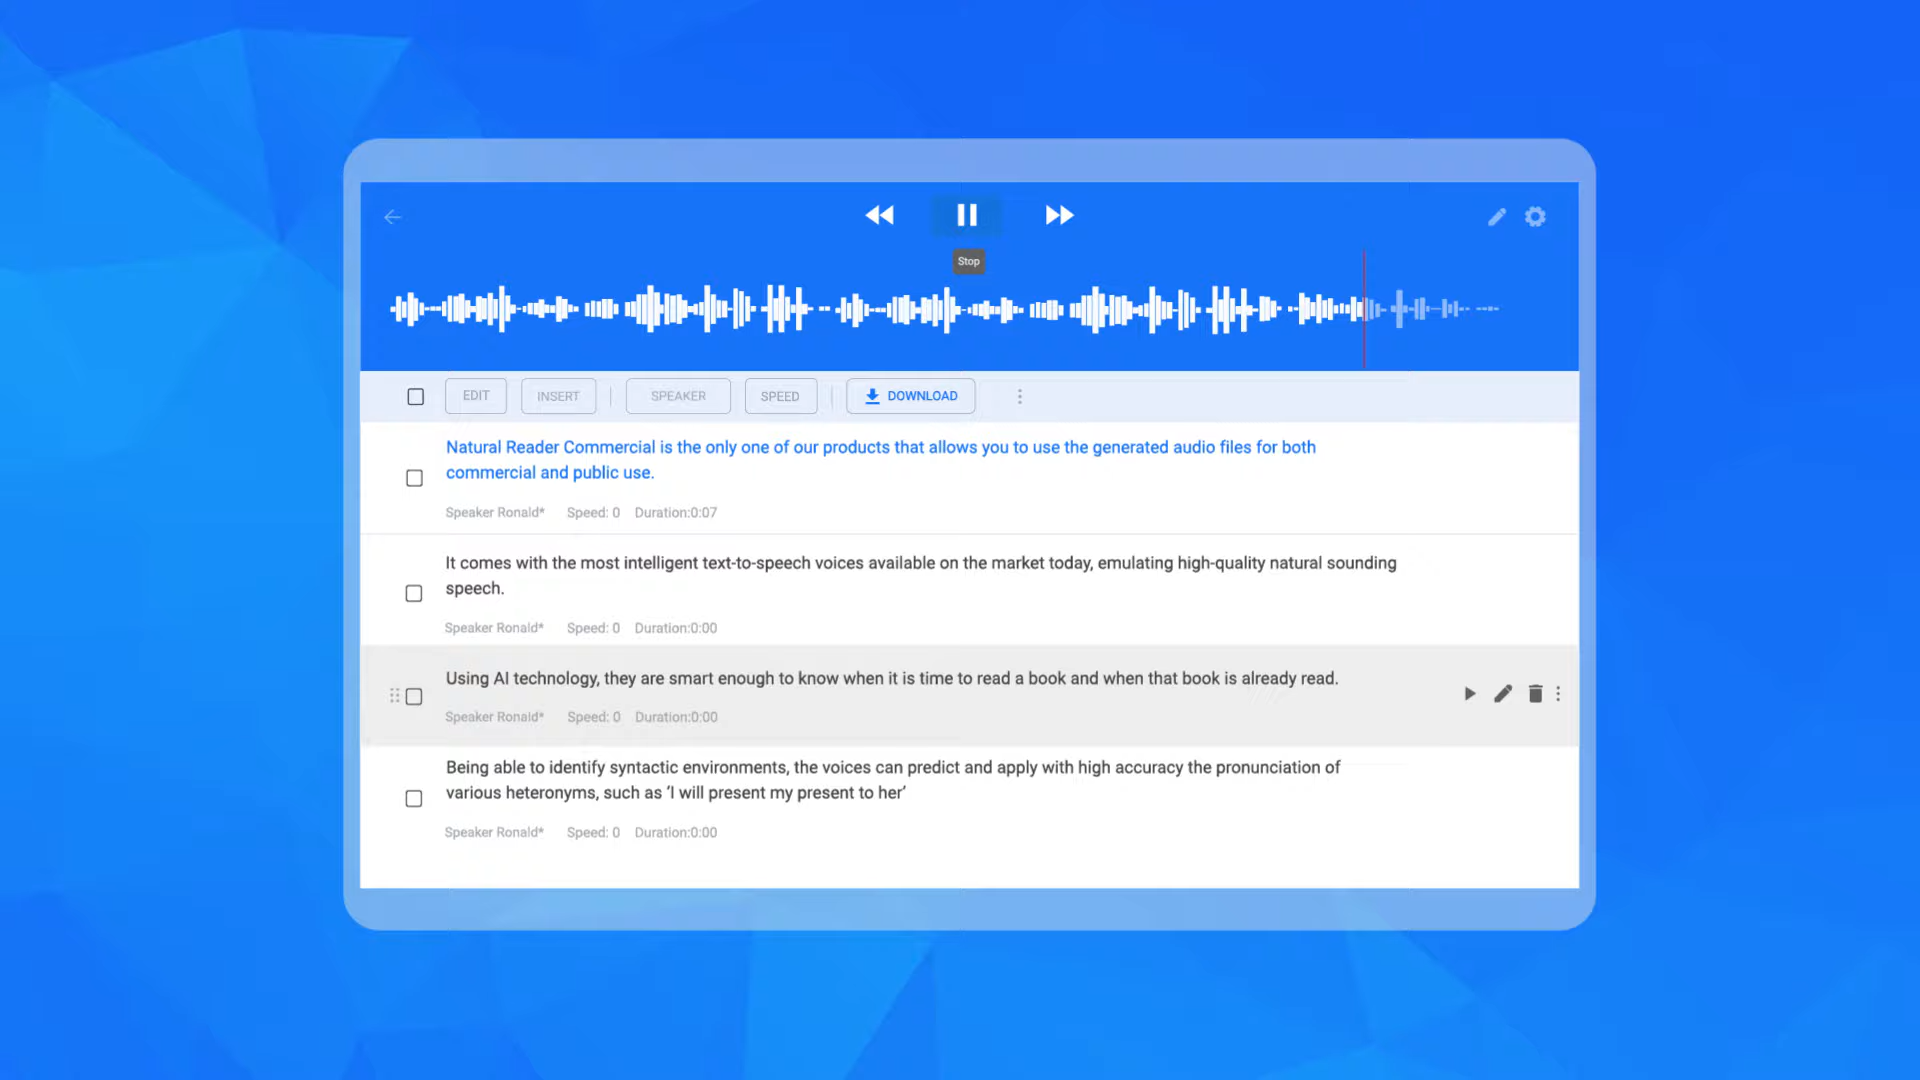 Stop
EDIT INSERT SPEAKER SPEED DOWNLOAD
Natural Reader Commercial is the only one of our products that allows you to use the generated audio files for both
commercial and public use.
Speaker Ronald* Speed: 0 Duration:0:07
It comes with the most intelligent text-to-speech voices available on the market today, emulating high-quality natural sounding
speech.
Speaker Ronald* Speed: 0 Duration:0:00
Using AI technology, they are smart enough to know when it is time to read a book and when that book is already read.
Speaker Ronald* Speed: 0 Duration:0:00
Being able to identify syntactic environments, the voices can predict and apply with high accuracy the pronunciation of
various heteronyms, such as ‘I will present my present to her’
Speaker Ronald* Speed: 0 Duration:0:00